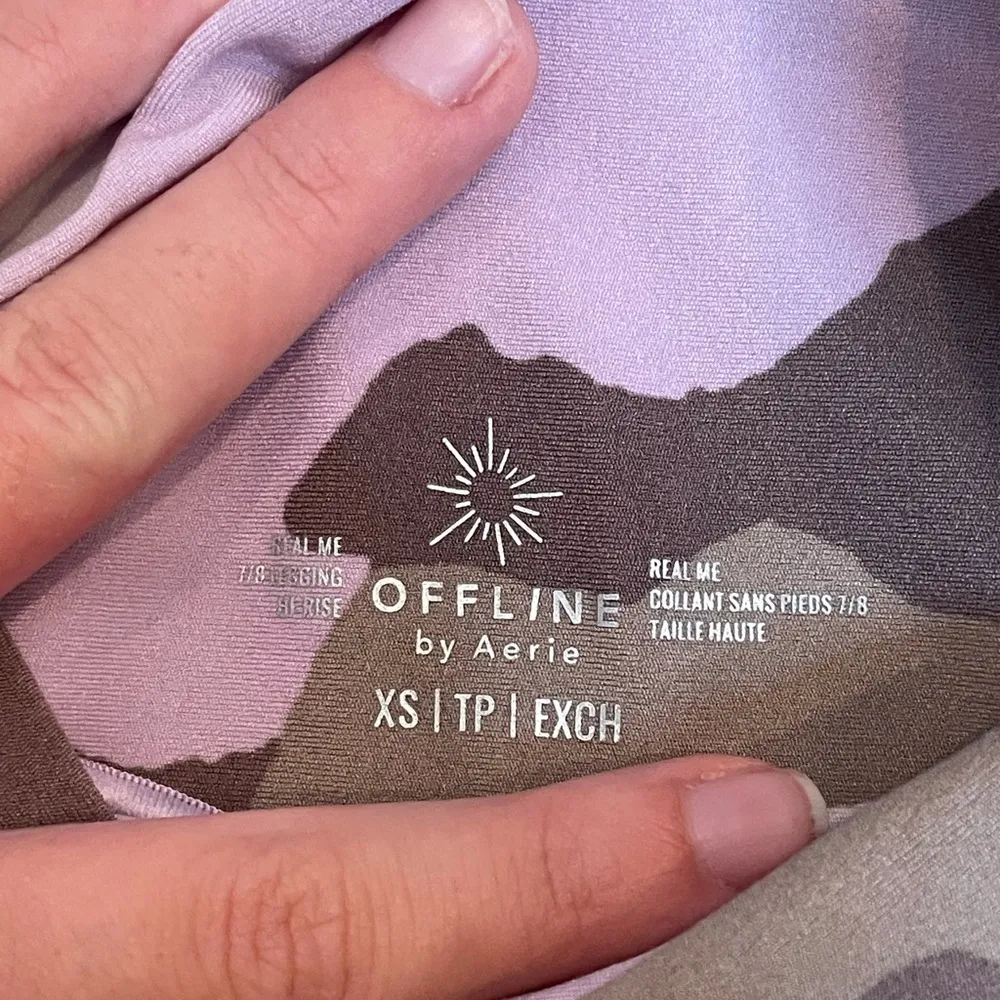 REAL ME
7/8 LEGGING
HI-RISE
OFFLINE
by Aerie
XS | TP | EXCH
REAL ME
COLLANT SANS PIEDS 7/8
TAILLE HAUTE